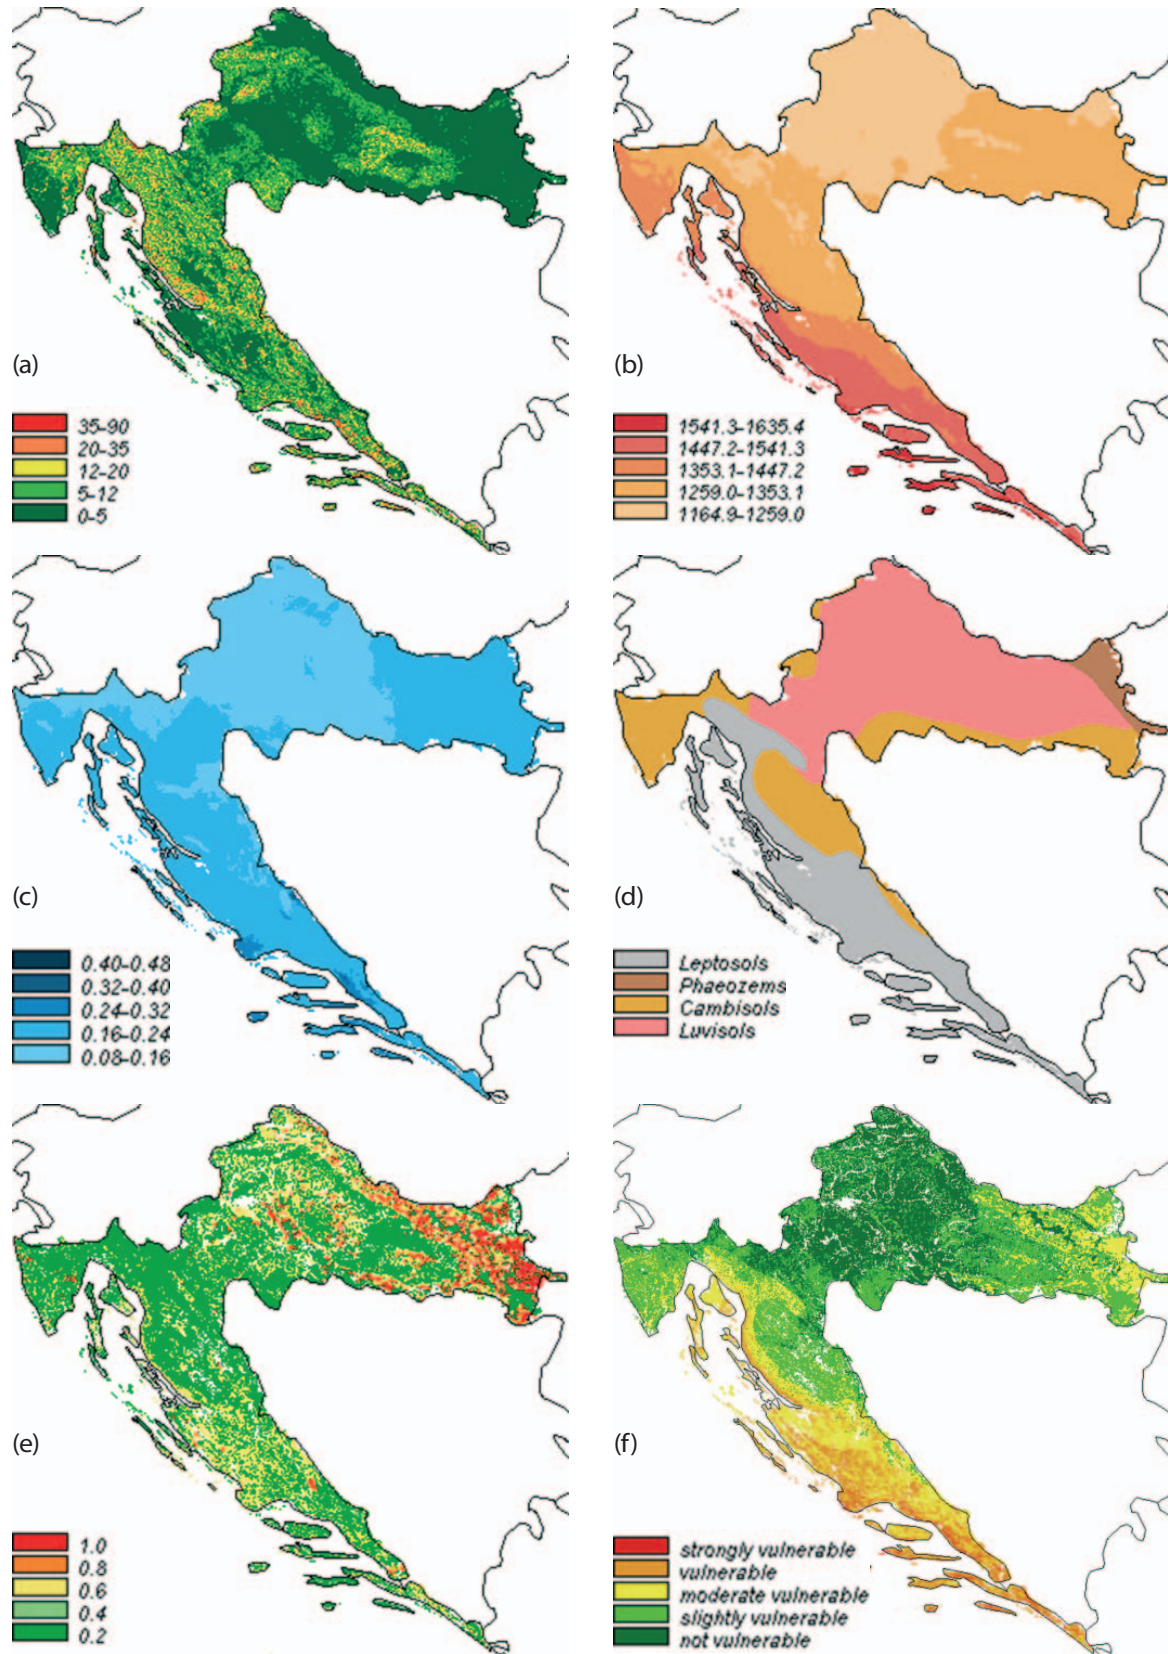 (a)
35-90
20-35
12-20
5-12
0-5
(b)
1541.3-1635.4
1447.2-1541.3
1353.1-1447.2
1259.0-1353.1
1164.9-1259.0
(c)
0.40-0.48
0.32-0.40
0.24-0.32
0.16-0.24
0.08-0.16
(d)
Leptosols
Phaeozems
Cambisols
Luvisols
(e)
1.0
0.8
0.6
0.4
0.2
(f)
strongly vulnerable
vulnerable
moderate vulnerable
slightly vulnerable
not vulnerable